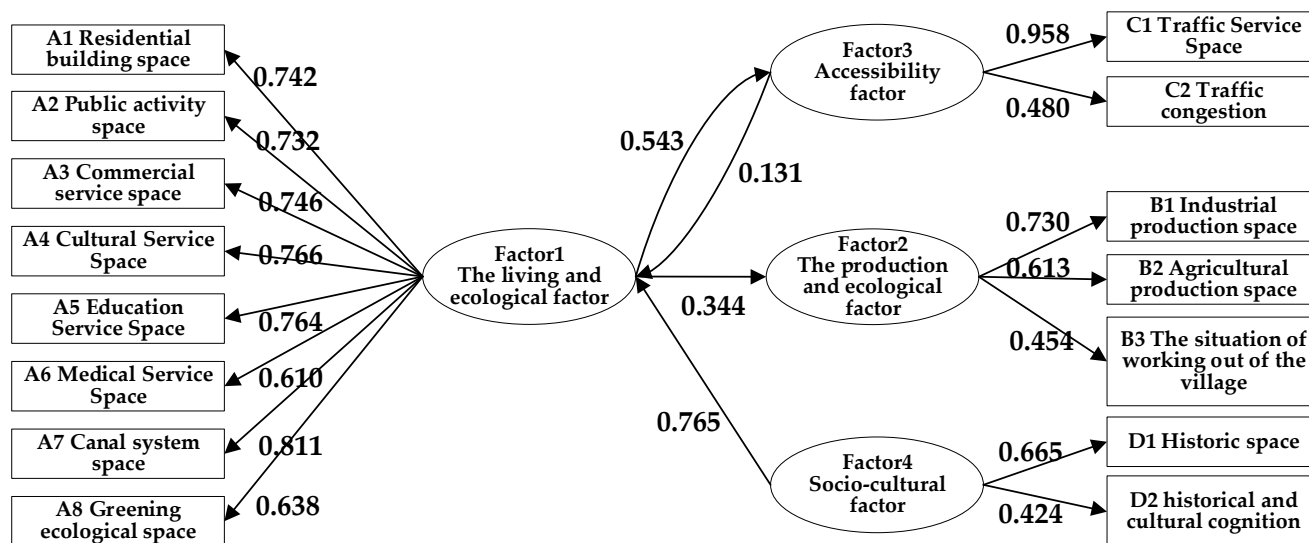 A1 Residential
building space
A2 Public activity
space
A3 Commercial
service space
A4 Cultural Service
Space
A5 Education
Service Space
A6 Medical Service
Space
A7 Canal system
space
A8 Greening
ecological space
0.742
0.732
0.746
0.766
0.764
0.610
0.811
0.638
Factor1
The living and
ecological factor
0.543
0.131
0.344
0.765
Factor3
Accessibility
factor
Factor2
The production
and ecological
factor
Factor4
Socio-cultural
factor
0.958
0.480
0.730
0.613
0.454
0.665
0.424
C1 Traffic Service
Space
C2 Traffic
congestion
B1 Industrial
production space
B2 Agricultural
production space
B3 The situation of
working out of the
village
D1 Historic space
D2 historical and
cultural cognition